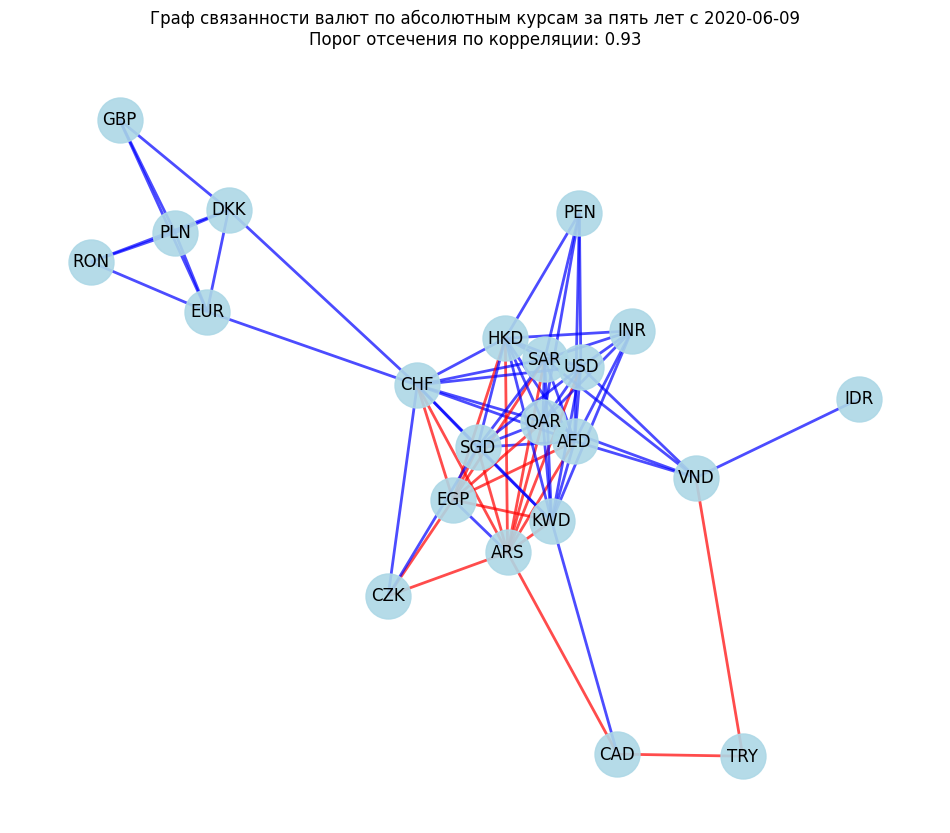 Граф связанности валют по абсолютным курсам за пять лет с 2020-06-09
Порог отсечения по корреляции: 0.93
GBP
DKK
PEN
PLN
RON
EUR
INR
HKD
SAR
USD
CHF
IDR
QAR
AED
SGD
VND
EGP
KWD
ARS
CZK
CAD
TRY